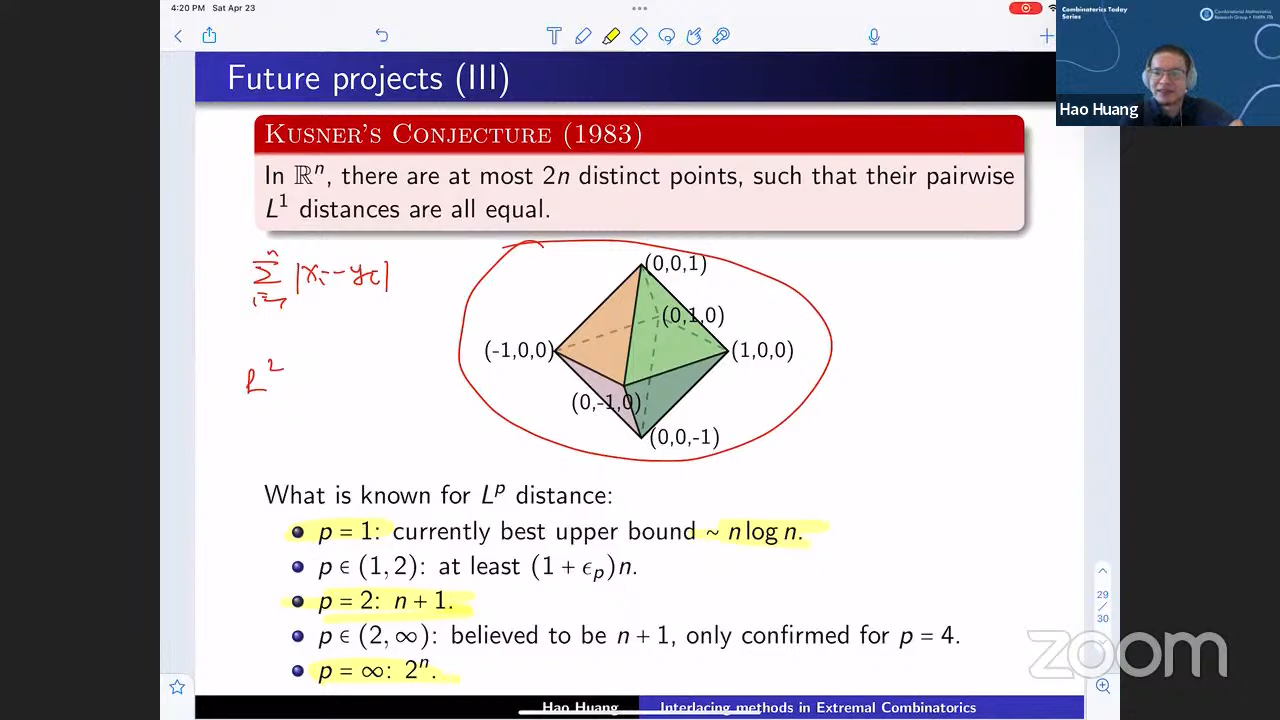 4:20 PM Sat Apr 23
Combinatorics Today
Series
Combinatorial Mathematics
Hao Huang
Future projects (III)
KUSNER'S CONJECTURE (1983)
In ℝⁿ, there are at most 2n distinct points, such that their pairwise
L¹ distances are all equal.
(0,0,1)
(0,1,0)
(-1,0,0)
(1,0,0)
(0,-1,0)
(0,0,-1)
What is known for Lᵖ distance:
p = 1: currently best upper bound ~ n log n.
p ∈ (1, 2): at least (1 + ϵₚ)n.
p = 2: n + 1.
p ∈ (2, ∞): believed to be n + 1, only confirmed for p = 4.
p = ∞: 2ⁿ.
29
/
30
zoom
Hao Huang
Interlacing methods in Extremal Combinatorics